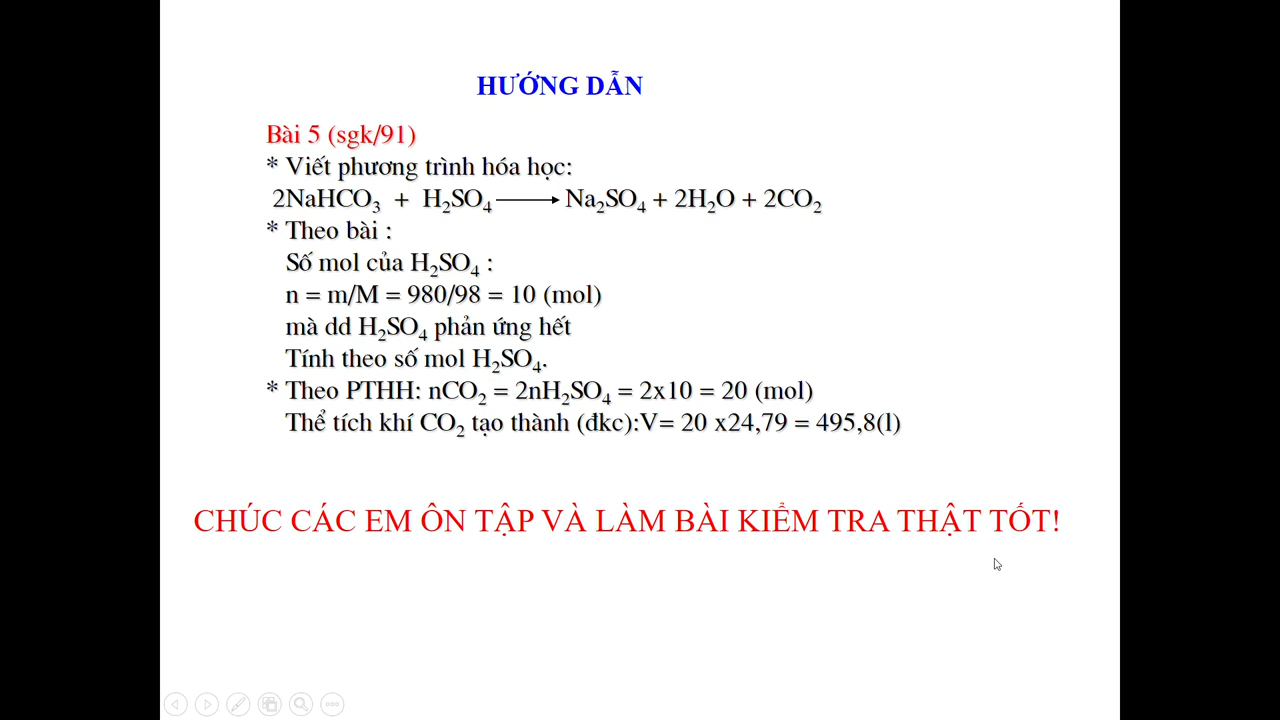 HƯỚNG DẪN
Bài 5 (sgk/91)
* Viết phương trình hóa học:
2NaHCO₃ + H₂SO₄ ⟶ Na₂SO₄ + 2H₂O + 2CO₂
* Theo bài :
Số mol của H₂SO₄ :
n = m/M = 980/98 = 10 (mol)
mà dd H₂SO₄ phản ứng hết
Tính theo số mol H₂SO₄.
* Theo PTHH: nCO₂ = 2nH₂SO₄ = 2x10 = 20 (mol)
Thể tích khí CO₂ tạo thành (đkc):V= 20 x24,79 = 495,8(l)
CHÚC CÁC EM ÔN TẬP VÀ LÀM BÀI KIỂM TRA THẬT TỐT!